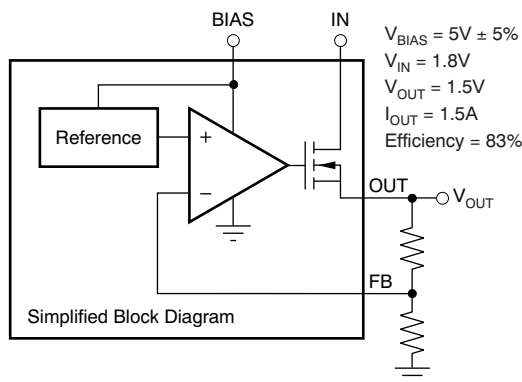 BIAS
IN
V_BIAS = 5V ± 5%
V_IN = 1.8V
V_OUT = 1.5V
I_OUT = 1.5A
Efficiency = 83%
Reference
+
−
OUT
V_OUT
FB
Simplified Block Diagram